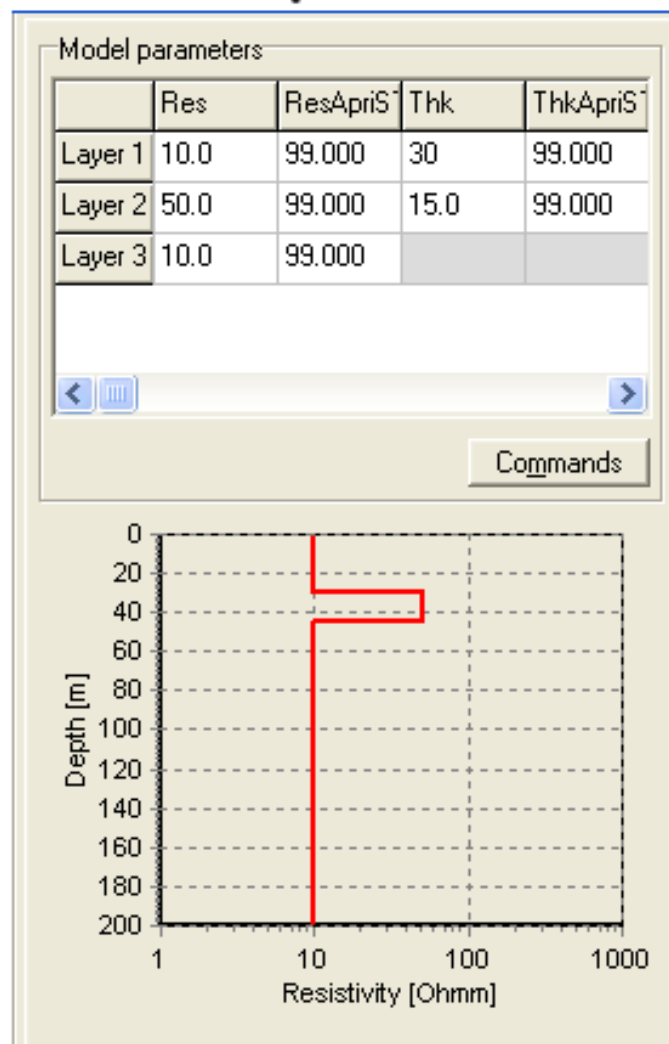 Model parameters
Res ResApriST Thk ThkApriST
Layer 1 10.0 99.000 30 99.000
Layer 2 50.0 99.000 15.0 99.000
Layer 3 10.0 99.000
Commands
0
20
40
60
80
100
120
140
160
180
200
Depth [m]
1 10 100 1000
Resistivity [Ohmm]